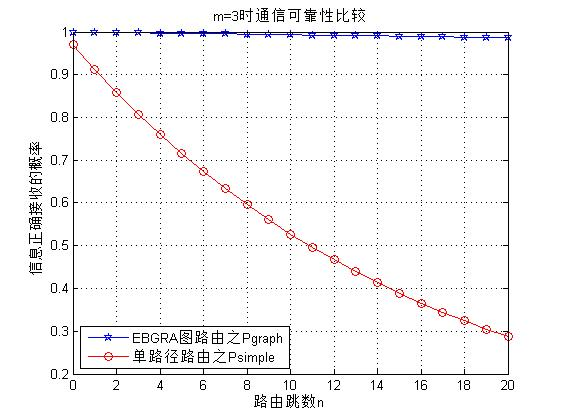 m=3时通信可靠性比较
信息正确接收的概率
1
0.9
0.8
0.7
0.6
0.5
0.4
0.3
0.2
EBGRA图路由之Pgraph
单路径路由之Psimple
0 2 4 6 8 10 12 14 16 18 20
路由跳数n